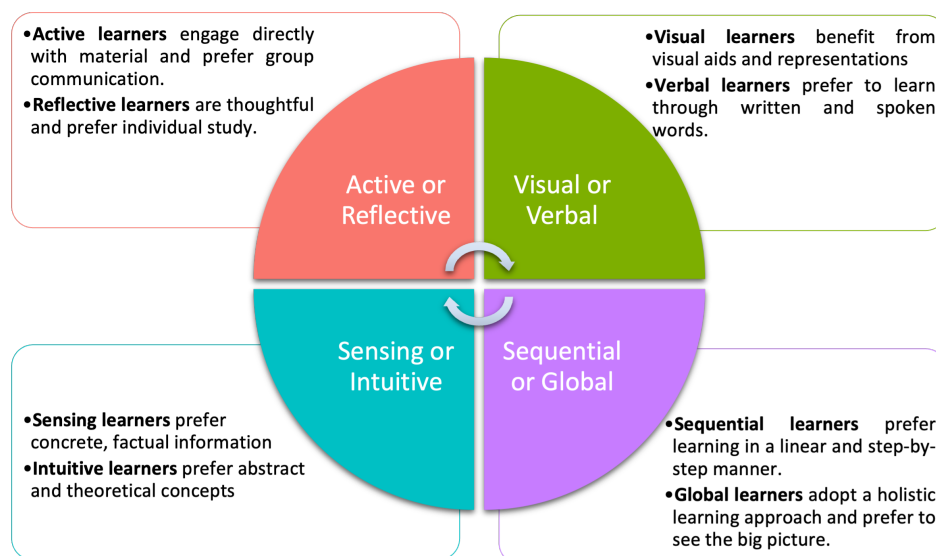 •Active learners engage directly
with material and prefer group
communication.
•Reflective learners are thoughtful
and prefer individual study.
•Visual learners benefit from
visual aids and representations
•Verbal learners prefer to learn
through written and spoken
words.
Active or
Reflective
Visual or
Verbal
Sensing or
Intuitive
Sequential
or Global
•Sensing learners prefer
concrete, factual information
•Intuitive learners prefer abstract
and theoretical concepts
•Sequential learners prefer
learning in a linear and step-by-
step manner.
•Global learners adopt a holistic
learning approach and prefer to
see the big picture.